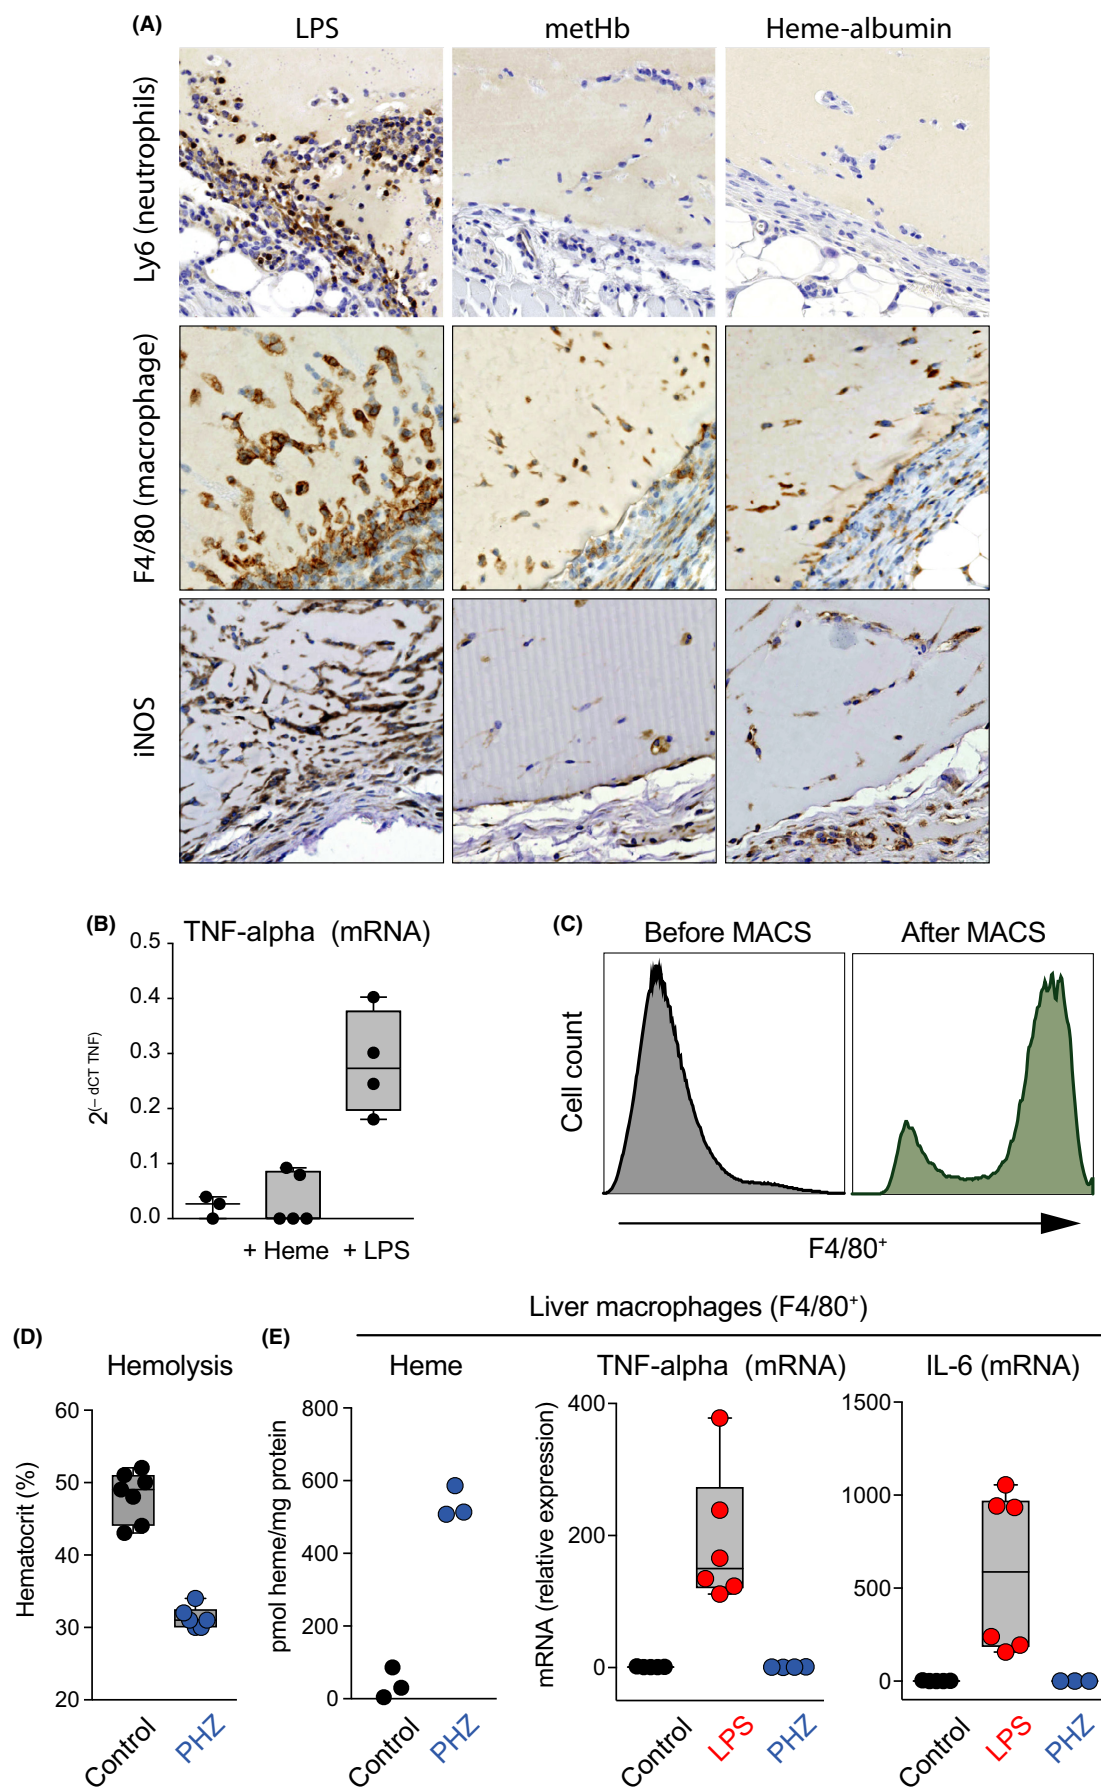 (A)
LPS
metHb
Heme-albumin
Ly6 (neutrophils)
F4/80 (macrophage)
iNOS
(B)
TNF-alpha (mRNA)
2(– dCT TNF)
0.5
0.4
0.3
0.2
0.1
0.0
+ Heme + LPS
(C)
Before MACS
After MACS
Cell count
F4/80+
Liver macrophages (F4/80+)
(D)
Hemolysis
Hematocrit (%)
60
50
40
30
20
Control
PHZ
(E)
Heme
pmol heme/mg protein
800
600
400
200
0
Control
PHZ
TNF-alpha (mRNA)
mRNA (relative expression)
400
200
0
Control
LPS
PHZ
IL-6 (mRNA)
1500
1000
500
0
Control
LPS
PHZ